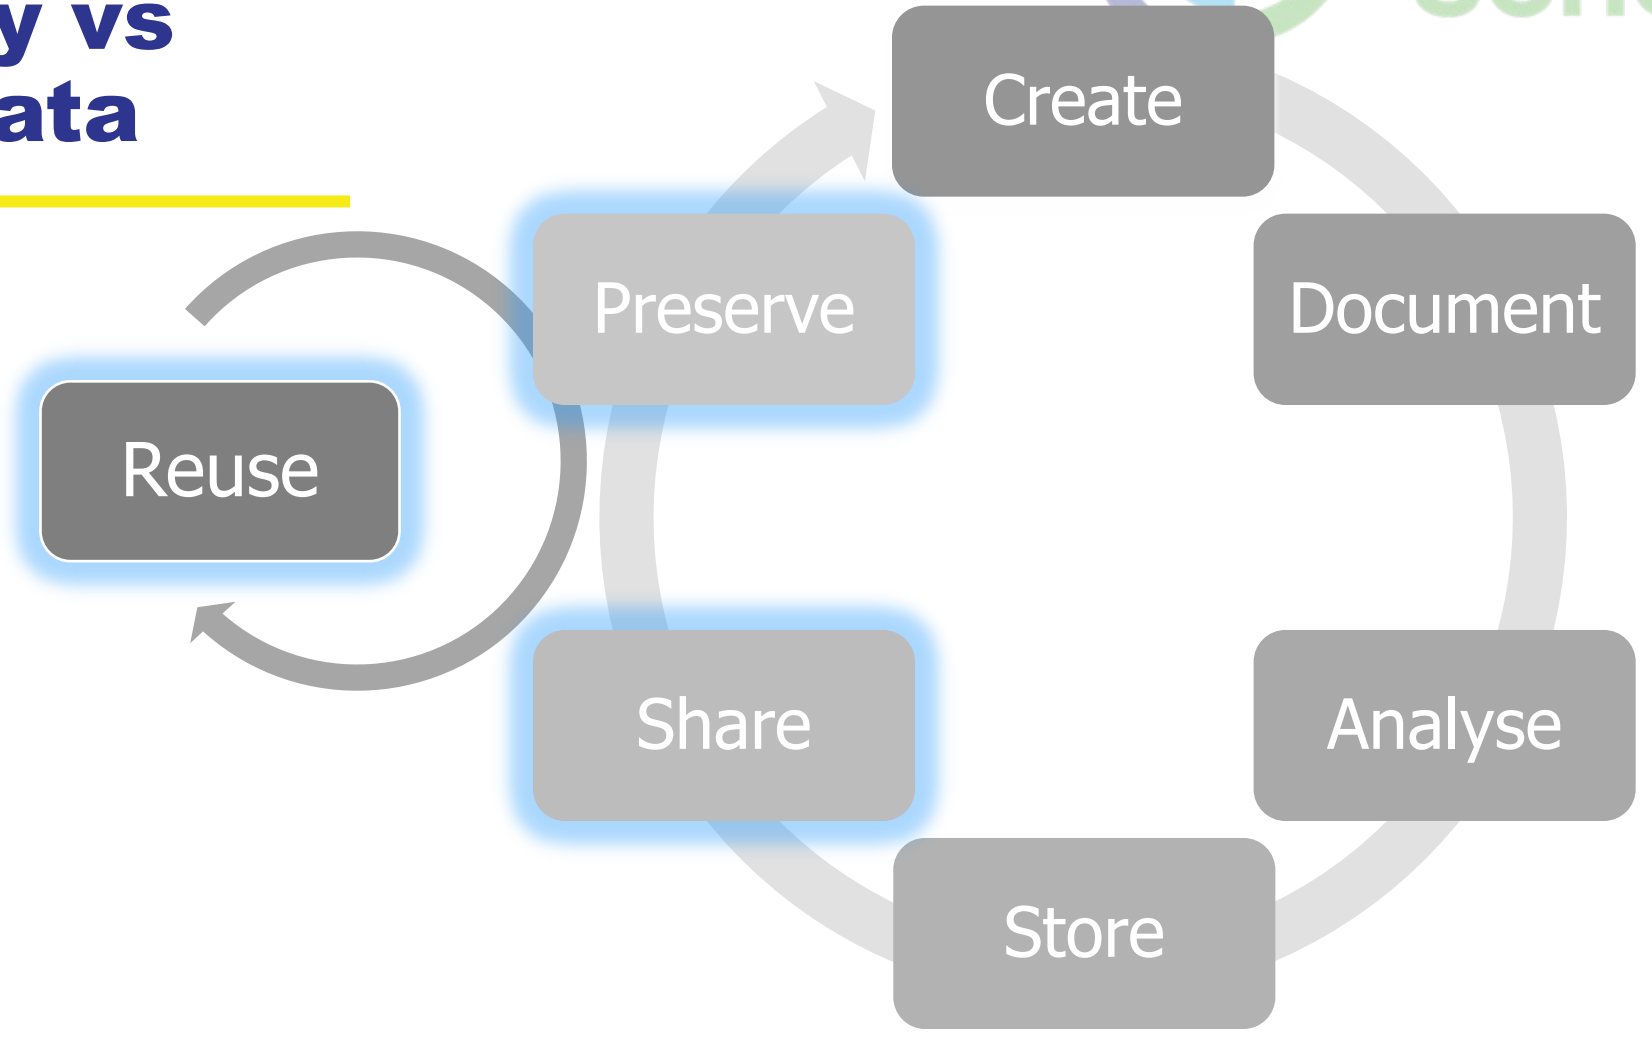 y vs
ata
Create
Preserve
Document
Reuse
Share
Analyse
Store